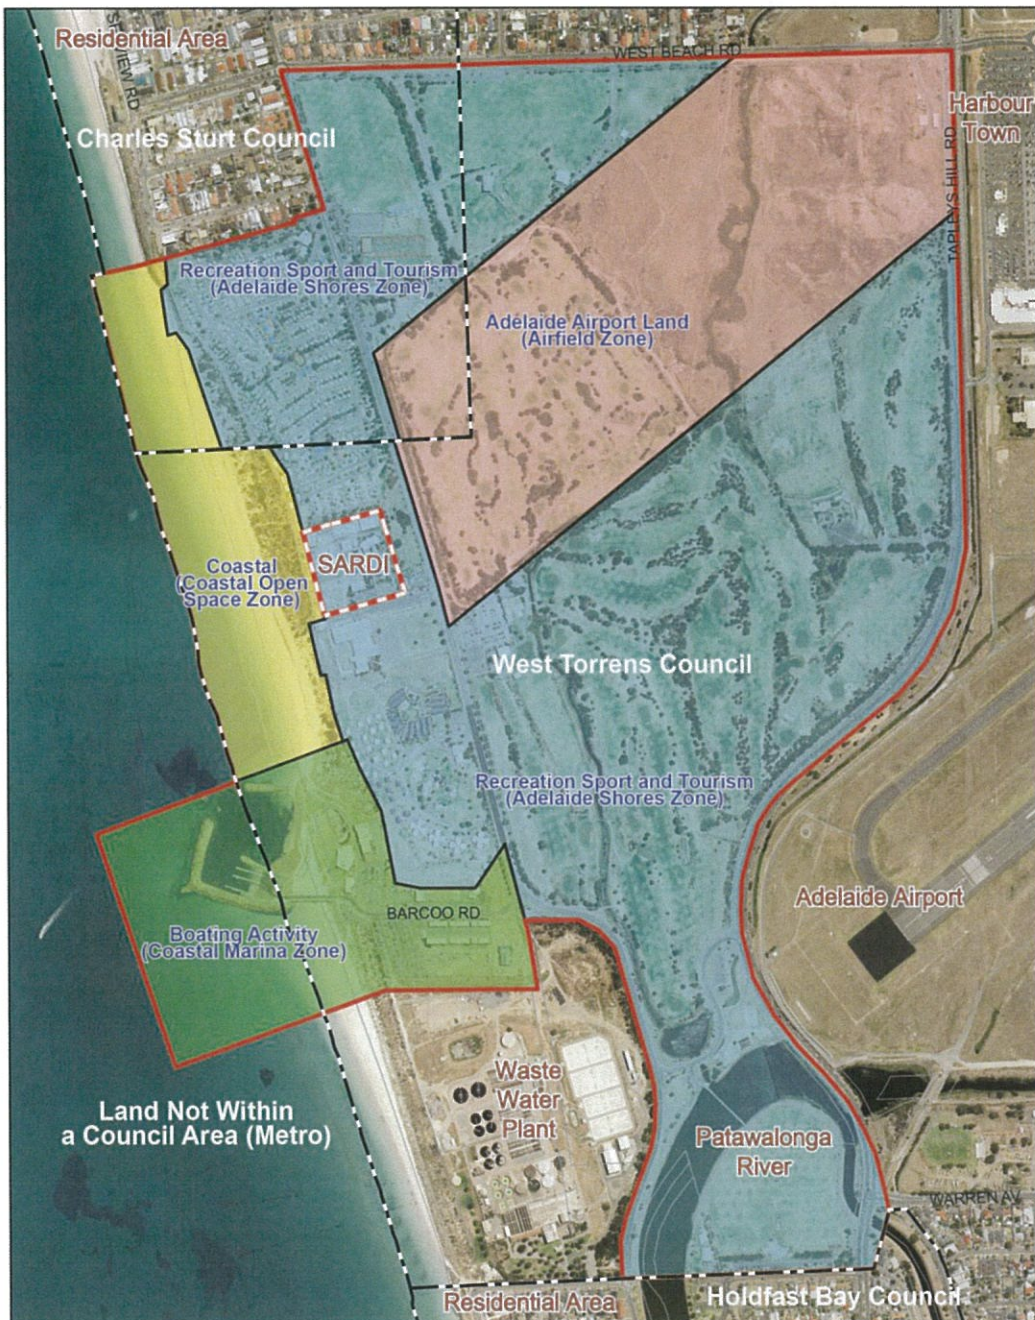 Residential Area
SEAVIEW RD
WEST BEACH RD
Harbour
Town
Charles Sturt Council
TAPLEYS HILL RD
Recreation Sport and Tourism
(Adelaide Shores Zone)
Adelaide Airport Land
(Airfield Zone)
Coastal
(Coastal Open
Space Zone)
SARDI
West Torrens Council
Recreation Sport and Tourism
(Adelaide Shores Zone)
Adelaide Airport
BARCOO RD
Boating Activity
(Coastal Marina Zone)
Waste
Water
Plant
Land Not Within
a Council Area (Metro)
Patawalonga
River
WARREN AV
Residential Area
Holdfast Bay Council